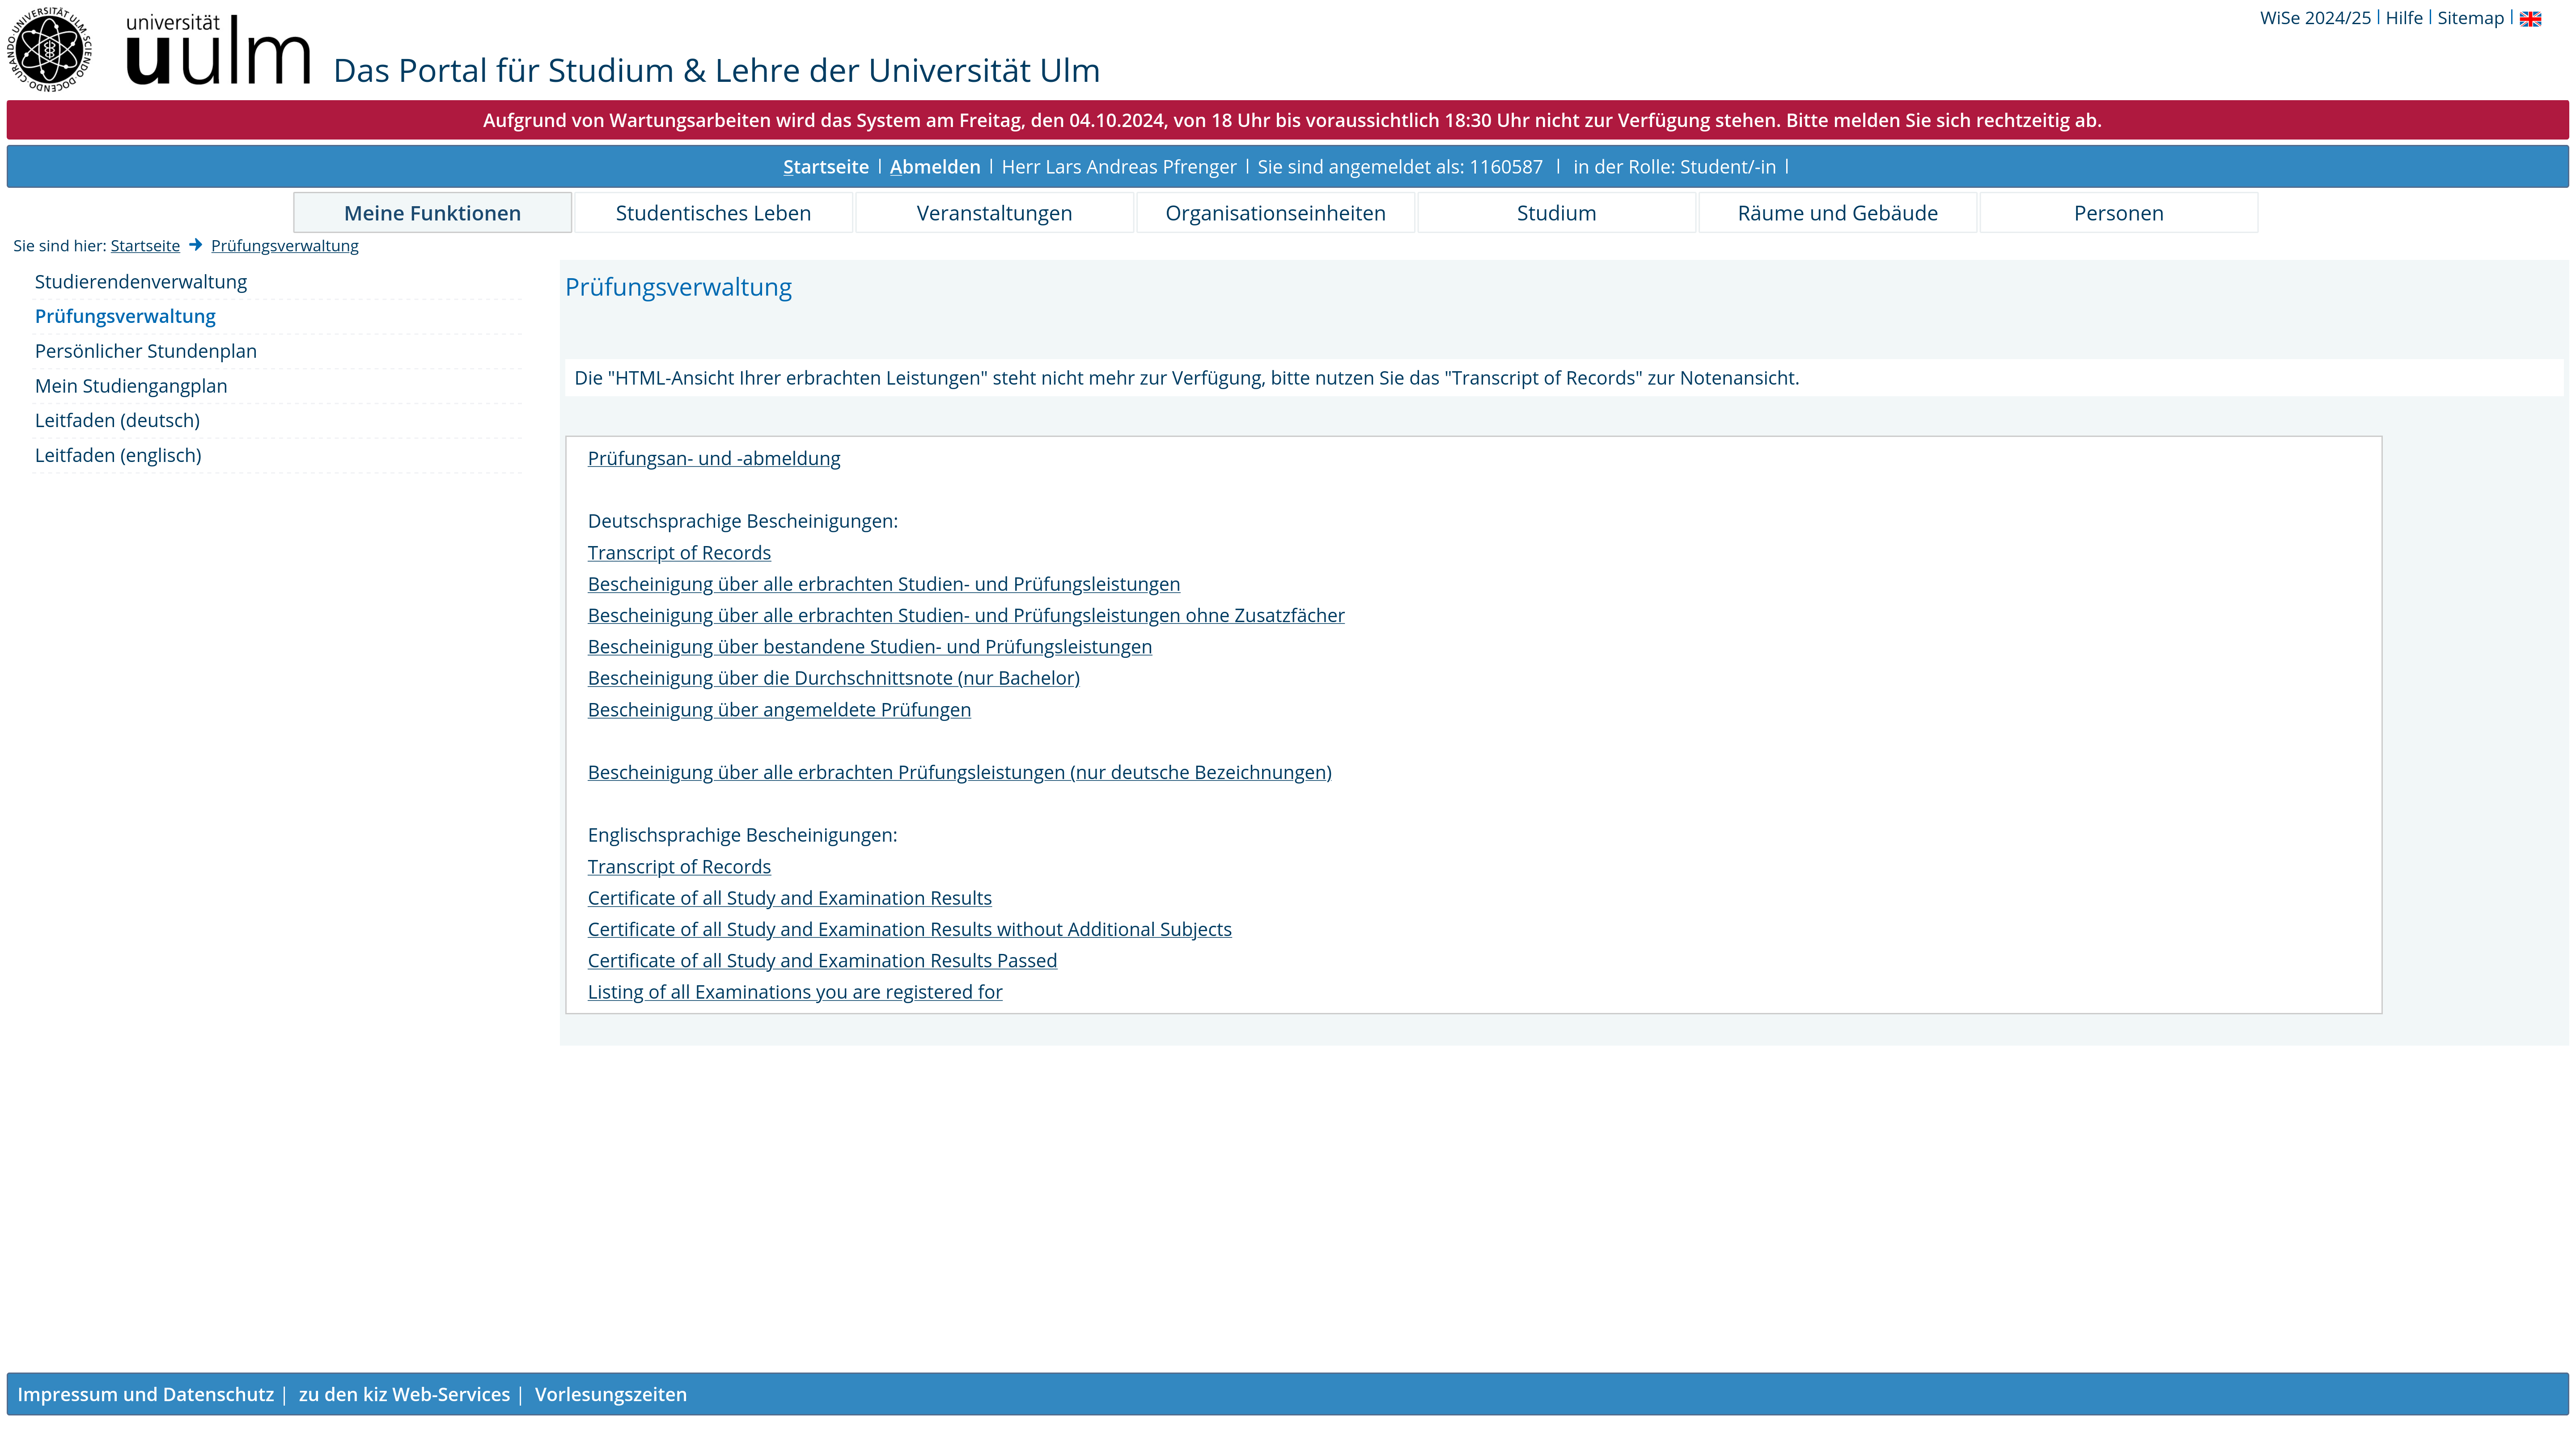 WiSe 2024/25 | Hilfe | Sitemap |
DOCENDO CURANDO UNIVERSITÄT ULM SCIENDO
universität
uulm
Das Portal für Studium & Lehre der Universität Ulm
Aufgrund von Wartungsarbeiten wird das System am Freitag, den 04.10.2024, von 18 Uhr bis voraussichtlich 18:30 Uhr nicht zur Verfügung stehen. Bitte melden Sie sich rechtzeitig ab.
Startseite | Abmelden | Herr Lars Andreas Pfrenger | Sie sind angemeldet als: 1160587 | in der Rolle: Student/-in |
Meine Funktionen Studentisches Leben Veranstaltungen Organisationseinheiten Studium Räume und Gebäude Personen
Sie sind hier: Startseite → Prüfungsverwaltung
Studierendenverwaltung
Prüfungsverwaltung
Persönlicher Stundenplan
Mein Studiengangplan
Leitfaden (deutsch)
Leitfaden (englisch)
Prüfungsverwaltung
Die "HTML-Ansicht Ihrer erbrachten Leistungen" steht nicht mehr zur Verfügung, bitte nutzen Sie das "Transcript of Records" zur Notenansicht.
Prüfungsan- und -abmeldung
Deutschsprachige Bescheinigungen:
Transcript of Records
Bescheinigung über alle erbrachten Studien- und Prüfungsleistungen
Bescheinigung über alle erbrachten Studien- und Prüfungsleistungen ohne Zusatzfächer
Bescheinigung über bestandene Studien- und Prüfungsleistungen
Bescheinigung über die Durchschnittsnote (nur Bachelor)
Bescheinigung über angemeldete Prüfungen
Bescheinigung über alle erbrachten Prüfungsleistungen (nur deutsche Bezeichnungen)
Englischsprachige Bescheinigungen:
Transcript of Records
Certificate of all Study and Examination Results
Certificate of all Study and Examination Results without Additional Subjects
Certificate of all Study and Examination Results Passed
Listing of all Examinations you are registered for
Impressum und Datenschutz | zu den kiz Web-Services | Vorlesungszeiten